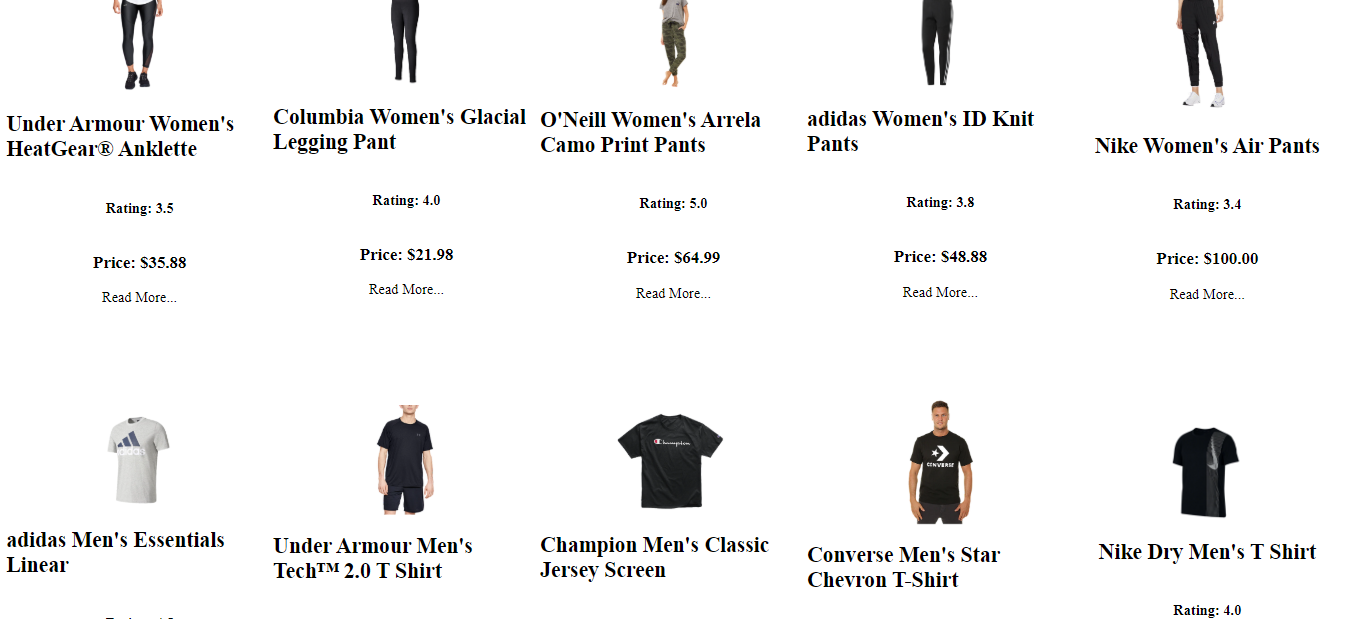 Under Armour Women's
HeatGear® Anklette
Rating: 3.5
Price: $35.88
Read More...
Columbia Women's Glacial
Legging Pant
Rating: 4.0
Price: $21.98
Read More...
O'Neill Women's Arrela
Camo Print Pants
Rating: 5.0
Price: $64.99
Read More...
adidas Women's ID Knit
Pants
Rating: 3.8
Price: $48.88
Read More...
Nike Women's Air Pants
Rating: 3.4
Price: $100.00
Read More...
adidas
adidas Men's Essentials
Linear
Under Armour Men's
Tech™ 2.0 T Shirt
Champion
Champion Men's Classic
Jersey Screen
CONVERSE
Converse Men's Star
Chevron T-Shirt
Nike Dry Men's T Shirt
Rating: 4.0